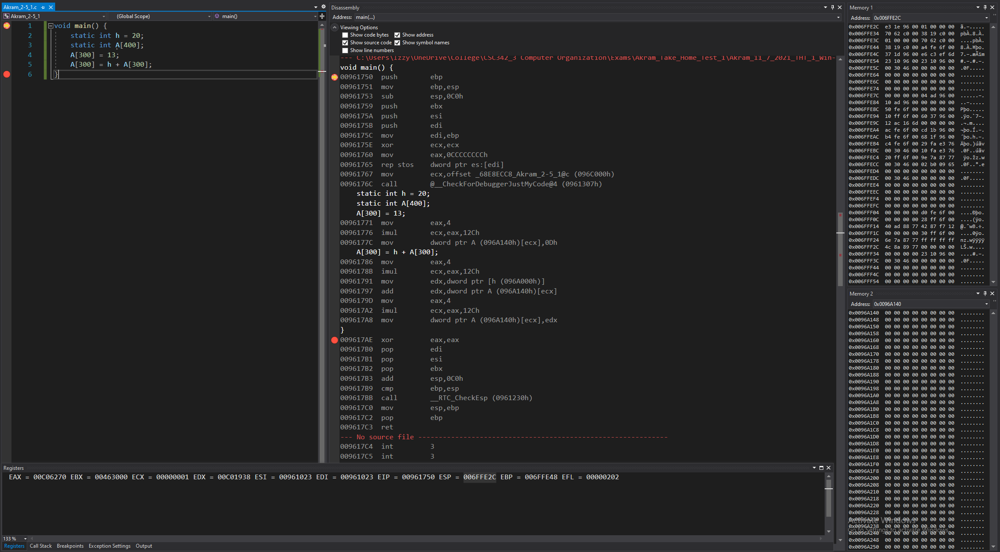 Akram_2-5_1.c
Akram_2-5_1 (Global Scope) main()
1 void main() {
2 static int h = 20;
3 static int A[400];
4 A[300] = 13;
5 A[300] = h + A[300];
6 }
Disassembly
Address: main(...)
Viewing Options
Show code bytes Show address
Show source code Show symbol names
Show line numbers
--- C:\Users\Izzy\OneDrive\College\CSC342_3 Computer Organization\Exams\Akram_Take_Home_Test_1\Akram_11_7_2021_THT_1_Win-
void main() {
00961750 push ebp
00961751 mov ebp,esp
00961753 sub esp,0C0h
00961759 push ebx
0096175A push esi
0096175B push edi
0096175C mov edi,ebp
0096175E xor ecx,ecx
00961760 mov eax,0CCCCCCCCh
00961765 rep stos dword ptr es:[edi]
00961767 mov ecx,offset _68E8ECC8_Akram_2-5_1@c (096C000h)
0096176C call @__CheckForDebuggerJustMyCode@4 (0961307h)
static int h = 20;
static int A[400];
A[300] = 13;
00961771 mov eax,4
00961776 imul ecx,eax,12Ch
0096177C mov dword ptr A (096A140h)[ecx],0Dh
A[300] = h + A[300];
00961786 mov eax,4
0096178B imul ecx,eax,12Ch
00961791 mov edx,dword ptr [h (096A000h)]
00961797 add edx,dword ptr A (096A140h)[ecx]
0096179D mov eax,4
009617A2 imul ecx,eax,12Ch
009617A8 mov dword ptr A (096A140h)[ecx],edx
}
009617AE xor eax,eax
009617B0 pop edi
009617B1 pop esi
009617B2 pop ebx
009617B3 add esp,0C0h
009617B9 cmp ebp,esp
009617BB call __RTC_CheckEsp (0961230h)
009617C0 mov esp,ebp
009617C2 pop ebp
009617C3 ret
--- No source file -------------------------------------------------------------
009617C4 int 3
009617C5 int 3
Memory 1
Address: 0x006FFE2C
0x006FFE2C e3 1e 96 00 01 00 00 00 ã.–.....
0x006FFE34 70 62 c0 00 38 19 c0 00 pbÀ.8.À.
0x006FFE3C 01 00 00 00 70 62 c0 00 ....pbÀ.
0x006FFE44 38 19 c0 00 a4 fe 6f 00 8.À.¤þo.
0x006FFE4C 37 1d 96 00 e6 c3 ef 6d 7.–.æÃïm
0x006FFE54 23 10 96 00 23 10 96 00 #.–.#.–.
0x006FFE5C 00 30 46 00 00 00 00 00 .0F.....
0x006FFE64 00 00 00 00 00 00 00 00 ........
0x006FFE6C 00 00 00 00 00 00 00 00 ........
0x006FFE74 00 00 00 00 00 00 00 00 ........
0x006FFE7C 00 00 00 00 04 ad 96 00 ......–.
0x006FFE84 10 ad 96 00 00 00 00 00 ..–.....
0x006FFE8C 50 fe 6f 00 00 00 00 00 Pþo.....
0x006FFE94 10 ff 6f 00 60 37 96 00 .ÿo.`7–.
0x006FFE9C 12 ac 16 6d 00 00 00 00 .¬.m....
0x006FFEA4 ac fe 6f 00 cd 1b 96 00 ¬þo.Í.–.
0x006FFEAC b4 fe 6f 00 68 1f 96 00 ´þo.h.–.
0x006FFEB4 c4 fe 6f 00 29 fa e3 76 Äþo.)úãv
0x006FFEBC 00 30 46 00 10 fa e3 76 .0F..úãv
0x006FFEC4 20 ff 6f 00 9e 7a 87 77 ÿo.žz.w
0x006FFECC 00 30 46 00 02 b0 09 65 .0F..°.e
0x006FFED4 00 00 00 00 00 00 00 00 ........
0x006FFEDC 00 30 46 00 00 00 00 00 .0F.....
0x006FFEE4 00 00 00 00 00 00 00 00 ........
0x006FFEEC 00 00 00 00 00 00 00 00 ........
0x006FFEF4 00 00 00 00 00 00 00 00 ........
0x006FFEFC 00 00 00 00 00 00 00 00 ........
0x006FFF04 00 00 00 00 d0 fe 6f 00 ....Ðþo.
0x006FFF0C 00 00 00 00 28 ff 6f 00 ....(ÿo.
0x006FFF14 40 ad 88 77 42 87 f7 12 @.ˆwB.÷.
0x006FFF1C 00 00 00 00 30 ff 6f 00 ....0ÿo.
0x006FFF24 6e 7a 87 77 ff ff ff ff nz.wÿÿÿÿ
0x006FFF2C 4c 8a 89 77 00 00 00 00 LŠ.w....
0x006FFF34 00 00 00 00 23 10 96 00 ....#.–.
0x006FFF3C 00 30 46 00 00 00 00 00 .0F.....
0x006FFF44 00 00 00 00 00 00 00 00 ........
0x006FFF4C 00 00 00 00 00 00 00 00 ........
0x006FFF54 00 00 00 00 00 00 00 00 ........
Memory 2
Address: 0x0096A140
0x0096A140 00 00 00 00 00 00 00 00 ........
0x0096A148 00 00 00 00 00 00 00 00 ........
0x0096A150 00 00 00 00 00 00 00 00 ........
0x0096A158 00 00 00 00 00 00 00 00 ........
0x0096A160 00 00 00 00 00 00 00 00 ........
0x0096A168 00 00 00 00 00 00 00 00 ........
0x0096A170 00 00 00 00 00 00 00 00 ........
0x0096A178 00 00 00 00 00 00 00 00 ........
0x0096A180 00 00 00 00 00 00 00 00 ........
0x0096A188 00 00 00 00 00 00 00 00 ........
0x0096A190 00 00 00 00 00 00 00 00 ........
0x0096A198 00 00 00 00 00 00 00 00 ........
0x0096A1A0 00 00 00 00 00 00 00 00 ........
0x0096A1A8 00 00 00 00 00 00 00 00 ........
0x0096A1B0 00 00 00 00 00 00 00 00 ........
0x0096A1B8 00 00 00 00 00 00 00 00 ........
0x0096A1C0 00 00 00 00 00 00 00 00 ........
0x0096A1C8 00 00 00 00 00 00 00 00 ........
0x0096A1D0 00 00 00 00 00 00 00 00 ........
0x0096A1D8 00 00 00 00 00 00 00 00 ........
0x0096A1E0 00 00 00 00 00 00 00 00 ........
0x0096A1E8 00 00 00 00 00 00 00 00 ........
0x0096A1F0 00 00 00 00 00 00 00 00 ........
0x0096A1F8 00 00 00 00 00 00 00 00 ........
0x0096A200 00 00 00 00 00 00 00 00 ........
0x0096A208 00 00 00 00 00 00 00 00 ........
0x0096A210 00 00 00 00 00 00 00 00 ........
0x0096A218 00 00 00 00 00 00 00 00 ........
0x0096A220 00 00 00 00 00 00 00 00 ........
0x0096A228 00 00 00 00 00 00 00 00 ........
0x0096A230 00 00 00 00 00 00 00 00 ........
0x0096A238 00 00 00 00 00 00 00 00 ........
0x0096A240 00 00 00 00 00 00 00 00 ........
0x0096A248 00 00 00 00 00 00 00 00 ........
0x0096A250 00 00 00 00 00 00 00 00 ........
Activate Windows
Go to Settings to activate Windows.
Registers
EAX = 00C06270 EBX = 00463000 ECX = 00000001 EDX = 00C01938 ESI = 00961023 EDI = 00961023 EIP = 00961750 ESP = 006FFE2C EBP = 006FFE48 EFL = 00000202
133 %
Registers Call Stack Breakpoints Exception Settings Output